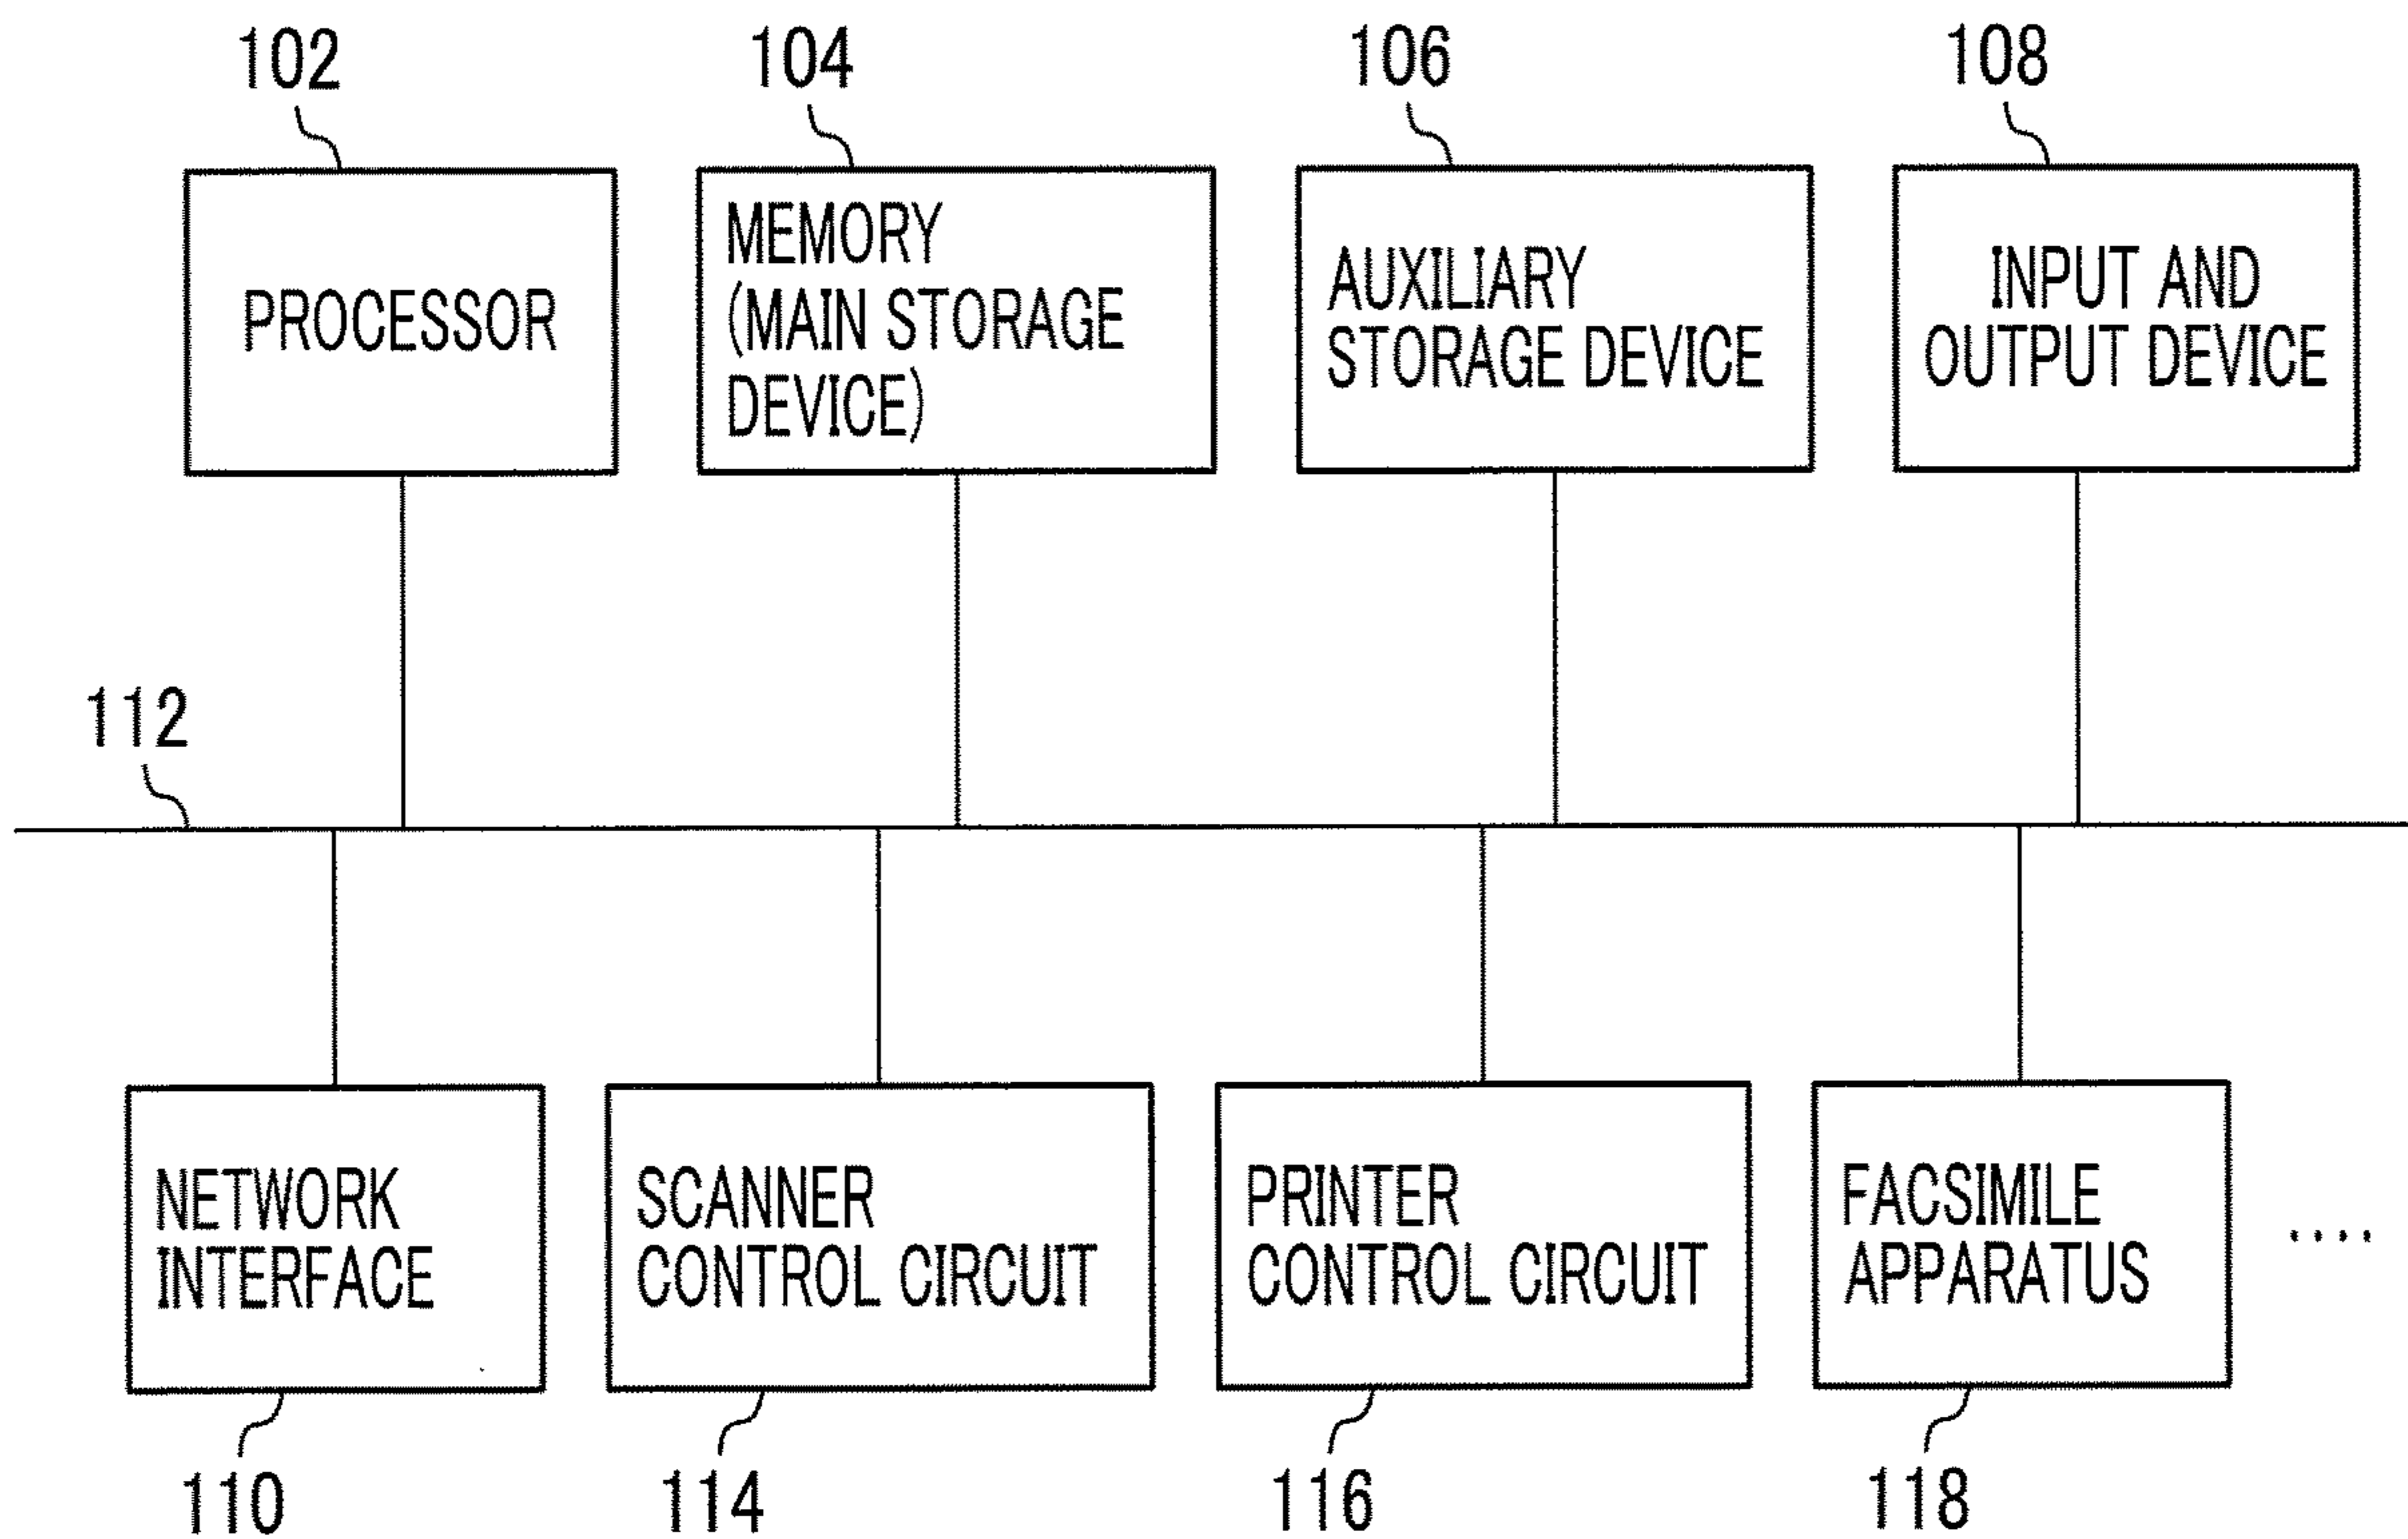 102
104
106
108
PROCESSOR
MEMORY
(MAIN STORAGE
DEVICE)
AUXILIARY
STORAGE DEVICE
INPUT AND
OUTPUT DEVICE
112
NETWORK
INTERFACE
SCANNER
CONTROL CIRCUIT
PRINTER
CONTROL CIRCUIT
FACSIMILE
APPARATUS
....
110
114
116
118